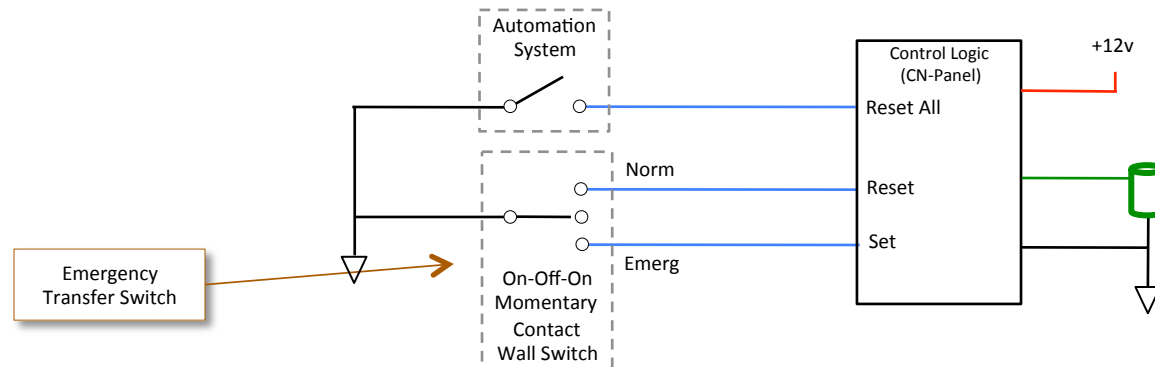 Automation
System
Control Logic
(CN-Panel)
+12v
Reset All
Norm
Reset
Set
Emerg
Emergency
Transfer Switch
On-Off-On
Momentary
Contact
Wall Switch